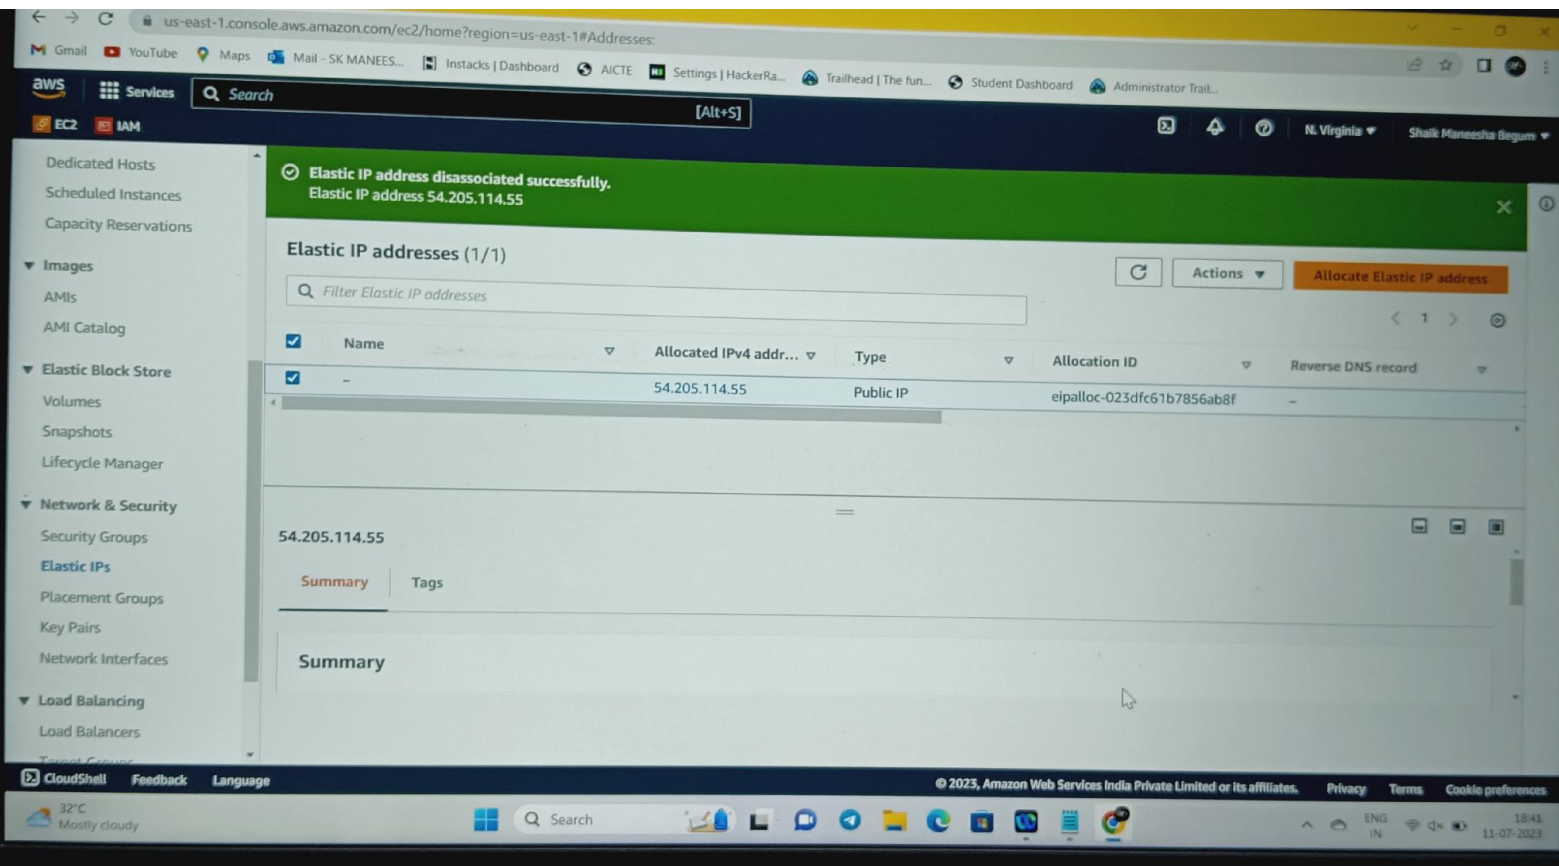 us-east-1.console.aws.amazon.com/ec2/home?region=us-east-1#Addresses:
Gmail YouTube Maps Mail - SK MANEES... Instacks | Dashboard AICTE Settings | HackerRa... Trailhead | The fun... Student Dashboard Administrator Trail...
aws Services Search [Alt+S] N. Virginia Shaik Maneesha Begum
EC2 IAM
Dedicated Hosts
Scheduled Instances
Capacity Reservations
Images
AMIs
AMI Catalog
Elastic Block Store
Volumes
Snapshots
Lifecycle Manager
Network & Security
Security Groups
Elastic IPs
Placement Groups
Key Pairs
Network Interfaces
Load Balancing
Load Balancers
Target Groups
Elastic IP address disassociated successfully.
Elastic IP address 54.205.114.55
Elastic IP addresses (1/1)
Actions
Allocate Elastic IP address
Filter Elastic IP addresses
1
Name Allocated IPv4 addr... Type Allocation ID Reverse DNS record
– 54.205.114.55 Public IP eipalloc-023dfc61b7856ab8f –
54.205.114.55
Summary Tags
Summary
CloudShell Feedback Language © 2023, Amazon Web Services India Private Limited or its affiliates. Privacy Terms Cookie preferences
32°C
Mostly cloudy
Search
ENG
IN
18:41
11-07-2023